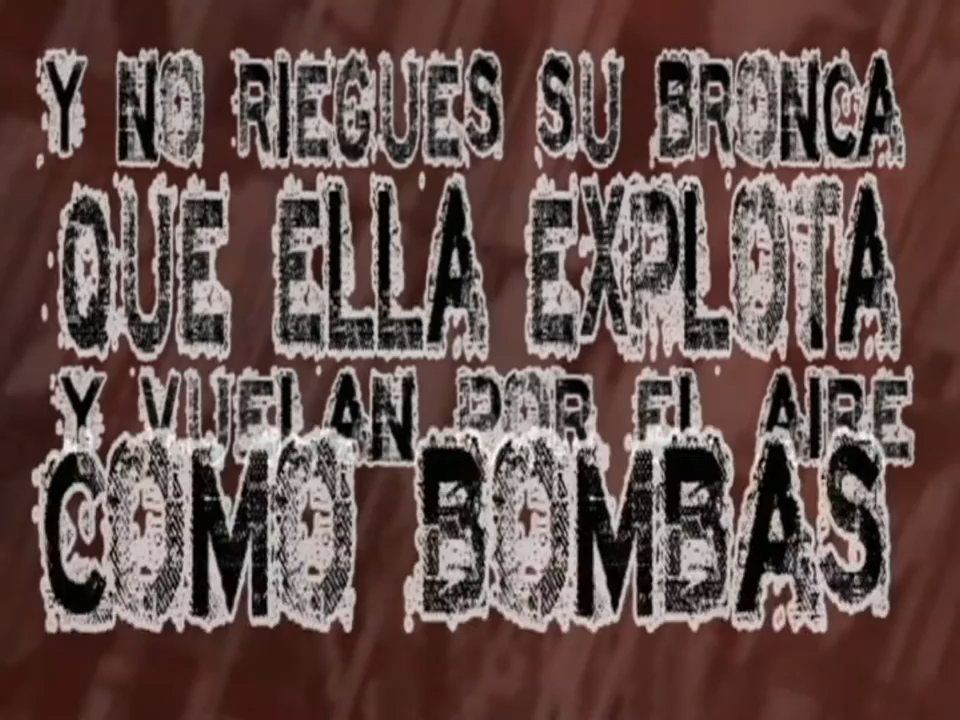 Y NO RIEGUES SU BRONCA
QUE ELLA EXPLOTA
Y VUELAN POR EL AIRE
COMO BOMBAS